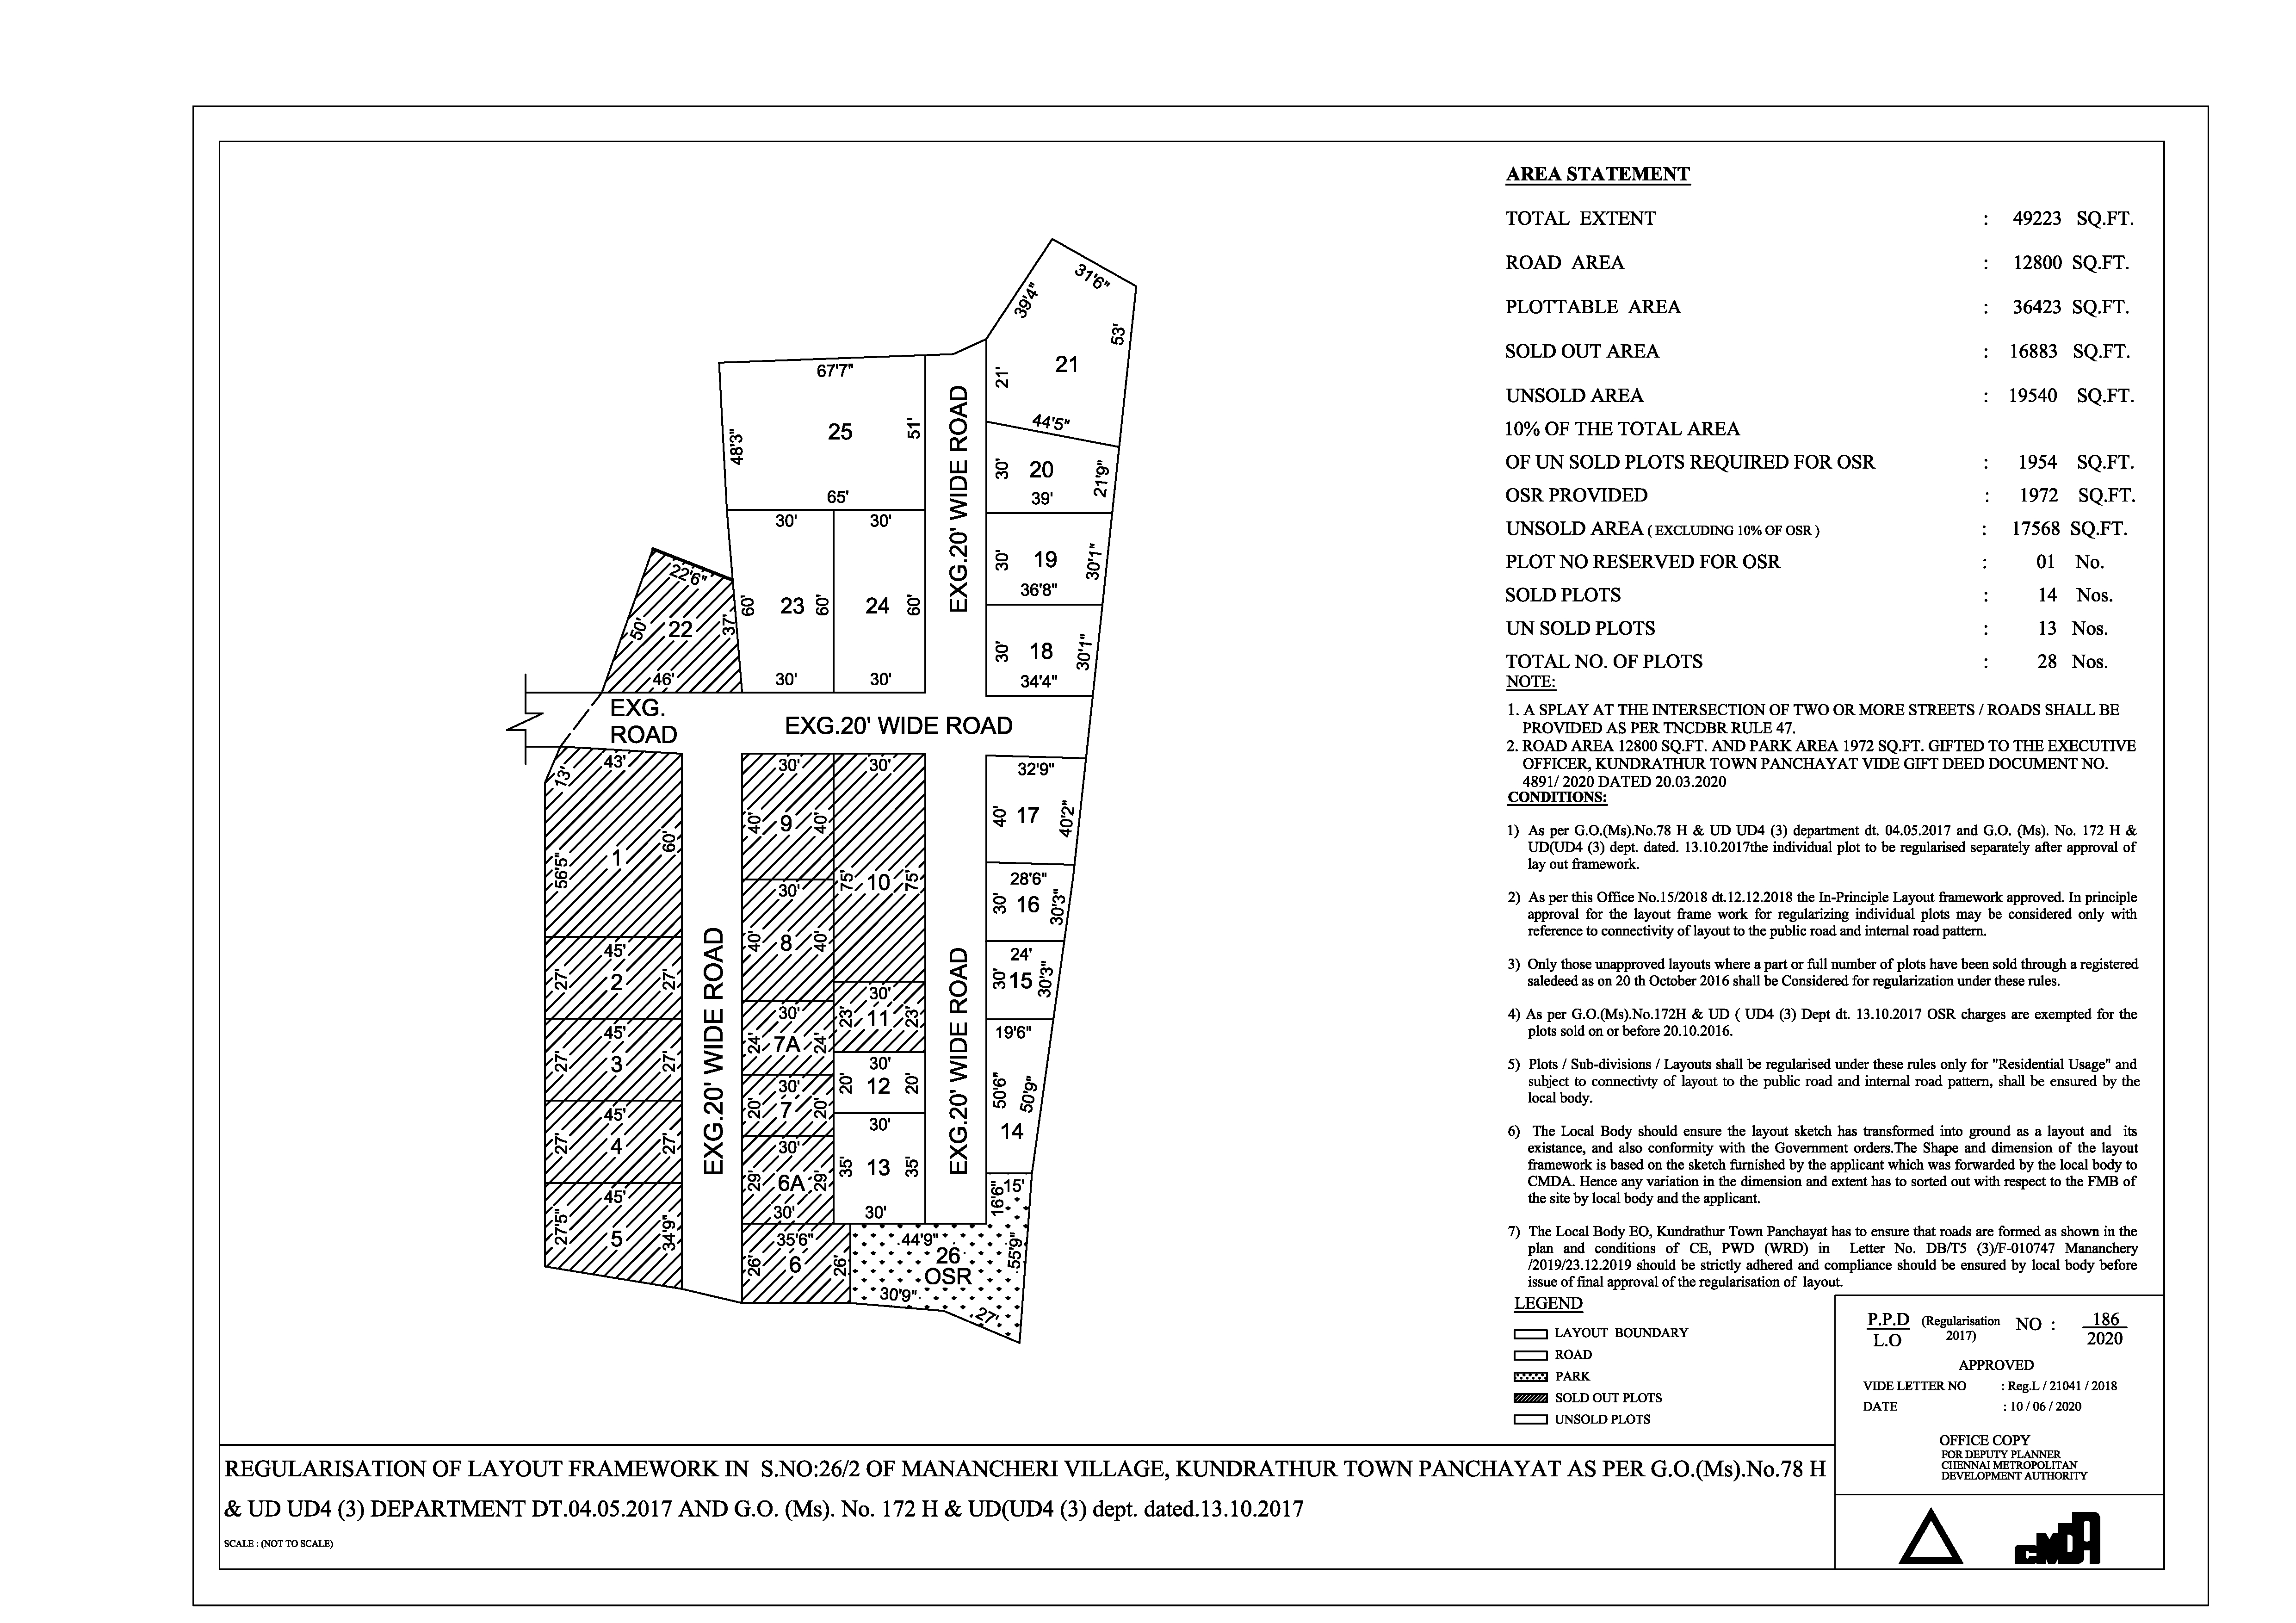 AREA STATEMENT
TOTAL EXTENT : 49223 SQ.FT.
ROAD AREA : 12800 SQ.FT.
PLOTTABLE AREA : 36423 SQ.FT.
SOLD OUT AREA : 16883 SQ.FT.
UNSOLD AREA : 19540 SQ.FT.
10% OF THE TOTAL AREA
OF UN SOLD PLOTS REQUIRED FOR OSR : 1954 SQ.FT.
OSR PROVIDED : 1972 SQ.FT.
UNSOLD AREA ( EXCLUDING 10% OF OSR ) : 17568 SQ.FT.
PLOT NO RESERVED FOR OSR : 01 No.
SOLD PLOTS : 14 Nos.
UN SOLD PLOTS : 13 Nos.
TOTAL NO. OF PLOTS : 28 Nos.
NOTE:
1. A SPLAY AT THE INTERSECTION OF TWO OR MORE STREETS / ROADS SHALL BE
PROVIDED AS PER TNCDBR RULE 47.
2. ROAD AREA 12800 SQ.FT. AND PARK AREA 1972 SQ.FT. GIFTED TO THE EXECUTIVE
OFFICER, KUNDRATHUR TOWN PANCHAYAT VIDE GIFT DEED DOCUMENT NO.
4891/ 2020 DATED 20.03.2020
CONDITIONS:
1) As per G.O.(Ms).No.78 H & UD UD4 (3) department dt. 04.05.2017 and G.O. (Ms). No. 172 H &
UD(UD4 (3) dept. dated. 13.10.2017the individual plot to be regularised separately after approval of
lay out framework.
2) As per this Office No.15/2018 dt.12.12.2018 the In-Principle Layout framework approved. In principle
approval for the layout frame work for regularizing individual plots may be considered only with
reference to connectivity of layout to the public road and internal road pattern.
3) Only those unapproved layouts where a part or full number of plots have been sold through a registered
saledeed as on 20 th October 2016 shall be Considered for regularization under these rules.
4) As per G.O.(Ms).No.172H & UD ( UD4 (3) Dept dt. 13.10.2017 OSR charges are exempted for the
plots sold on or before 20.10.2016.
5) Plots / Sub-divisions / Layouts shall be regularised under these rules only for "Residential Usage" and
subject to connectivty of layout to the public road and internal road pattern, shall be ensured by the
local body.
6) The Local Body should ensure the layout sketch has transformed into ground as a layout and its
existance, and also conformity with the Government orders.The Shape and dimension of the layout
framework is based on the sketch furnished by the applicant which was forwarded by the local body to
CMDA. Hence any variation in the dimension and extent has to sorted out with respect to the FMB of
the site by local body and the applicant.
7) The Local Body EO, Kundrathur Town Panchayat has to ensure that roads are formed as shown in the
plan and conditions of CE, PWD (WRD) in Letter No. DB/T5 (3)/F-010747 Mananchery
/2019/23.12.2019 should be strictly adhered and compliance should be ensured by local body before
issue of final approval of the regularisation of layout.
LEGEND
LAYOUT BOUNDARY
ROAD
PARK
SOLD OUT PLOTS
UNSOLD PLOTS
P.P.D (Regularisation NO : 186
L.O 2017) 2020
APPROVED
VIDE LETTER NO : Reg.L / 21041 / 2018
DATE : 10 / 06 / 2020
OFFICE COPY
FOR DEPUTY PLANNER
CHENNAI METROPOLITAN
DEVELOPMENT AUTHORITY
CMDA
31'6"
39'4"
53'
21
21'
44'5"
67'7"
48'3"
25
51'
65'
EXG.20' WIDE ROAD
30'
20
21'9"
39'
30'
19
30'1"
36'8"
30'
18
30'1"
34'4"
30' 30'
60' 23 60' 24 60'
30' 30'
22'6"
50'
22
37'
46'
EXG.
ROAD
EXG.20' WIDE ROAD
43'
13'
60'
56'5"
1
45'
27' 2 27'
45'
27' 3 27'
45'
27' 4 27'
45'
27'5" 5 34'9"
EXG.20' WIDE ROAD
30'
40' 9 40'
30'
40' 8 40'
30'
24' 7A 24'
30'
20' 7 20'
30'
29' 6A 29'
30'
35'6"
26' 6 26'
30'
75' 10 75'
30'
23' 11 23'
30'
20' 12 20'
30'
35' 13 35'
30'
EXG.20' WIDE ROAD
32'9"
40' 17 40'2"
28'6"
30' 16 30'3"
24'
30' 15 30'3"
19'6"
50'6" 50'9"
14
15'
16'6"
44'9"
26
OSR
55'9"
30'9"
27'
REGULARISATION OF LAYOUT FRAMEWORK IN S.NO:26/2 OF MANANCHERI VILLAGE, KUNDRATHUR TOWN PANCHAYAT AS PER G.O.(Ms).No.78 H
& UD UD4 (3) DEPARTMENT DT.04.05.2017 AND G.O. (Ms). No. 172 H & UD(UD4 (3) dept. dated.13.10.2017
SCALE : (NOT TO SCALE)